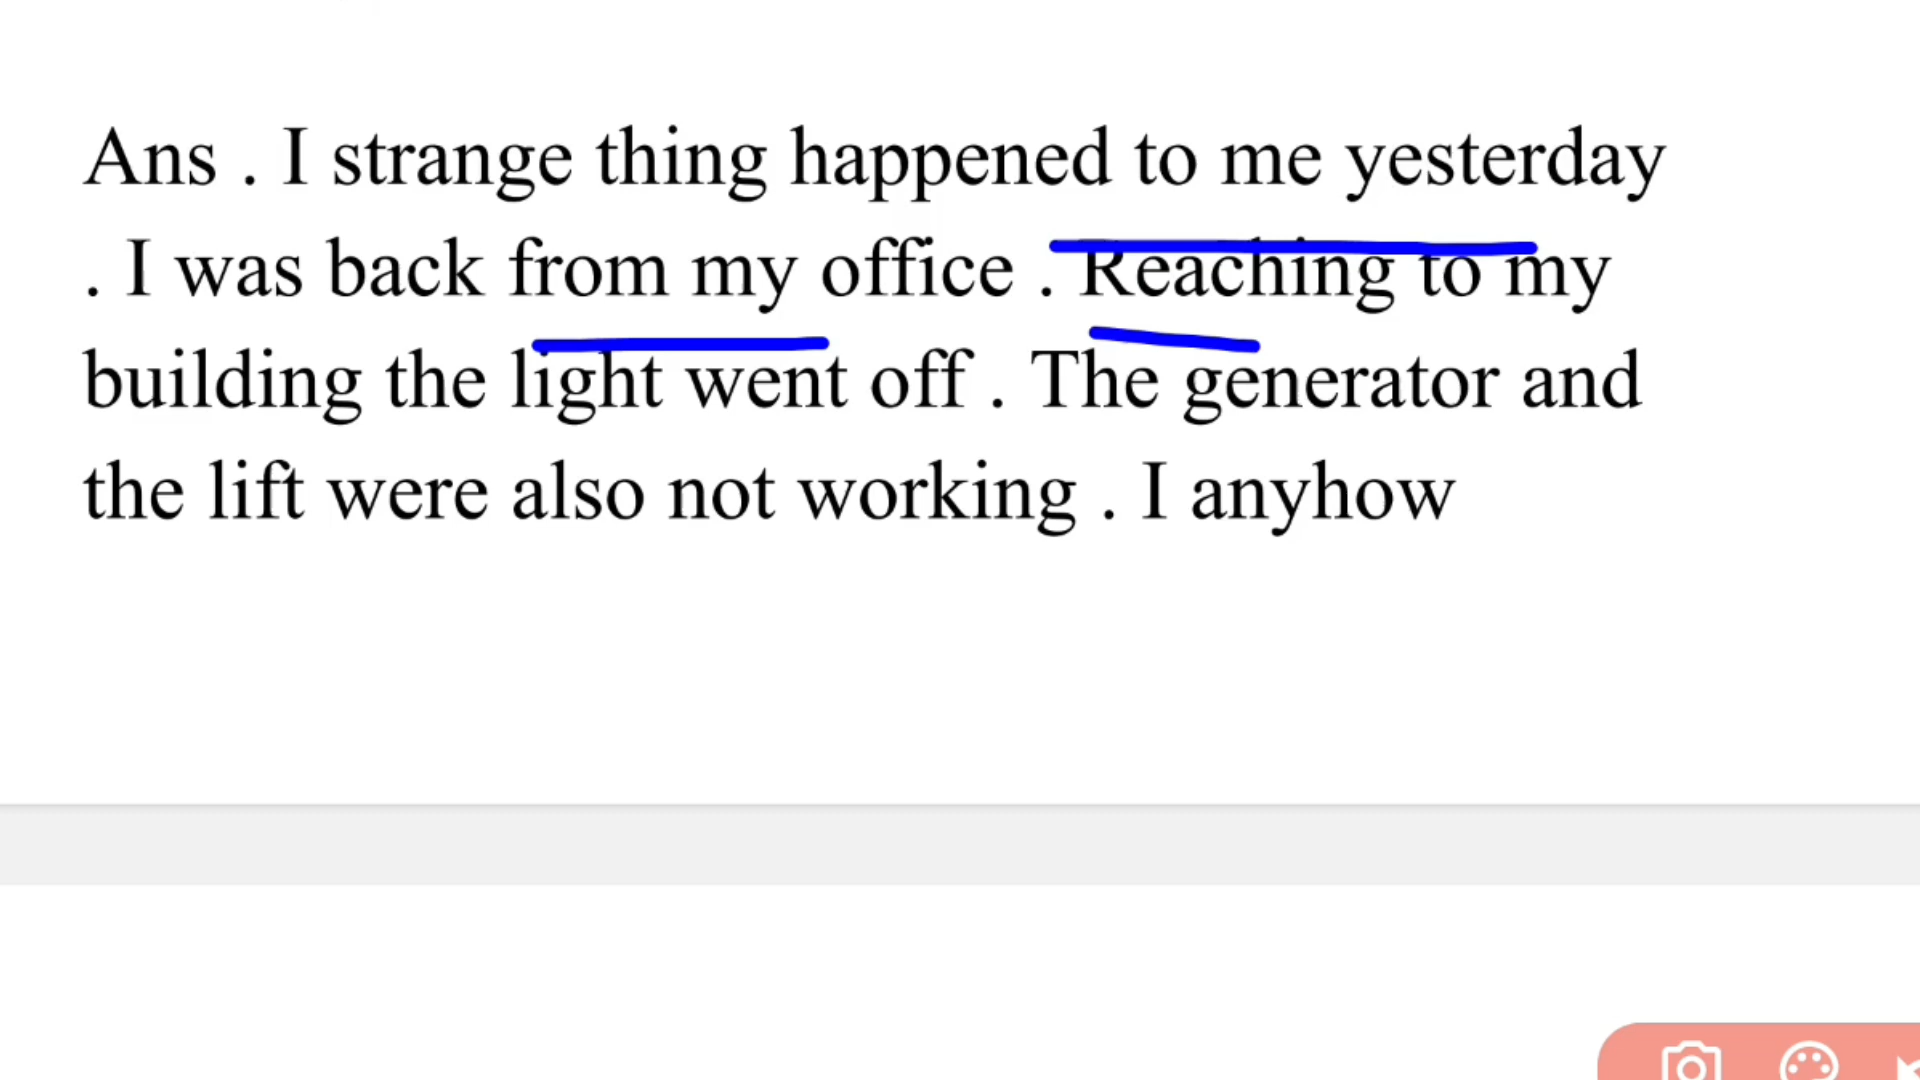 Ans . I strange thing happened to me yesterday
. I was back from my office . Reaching to my
building the light went off . The generator and
the lift were also not working . I anyhow